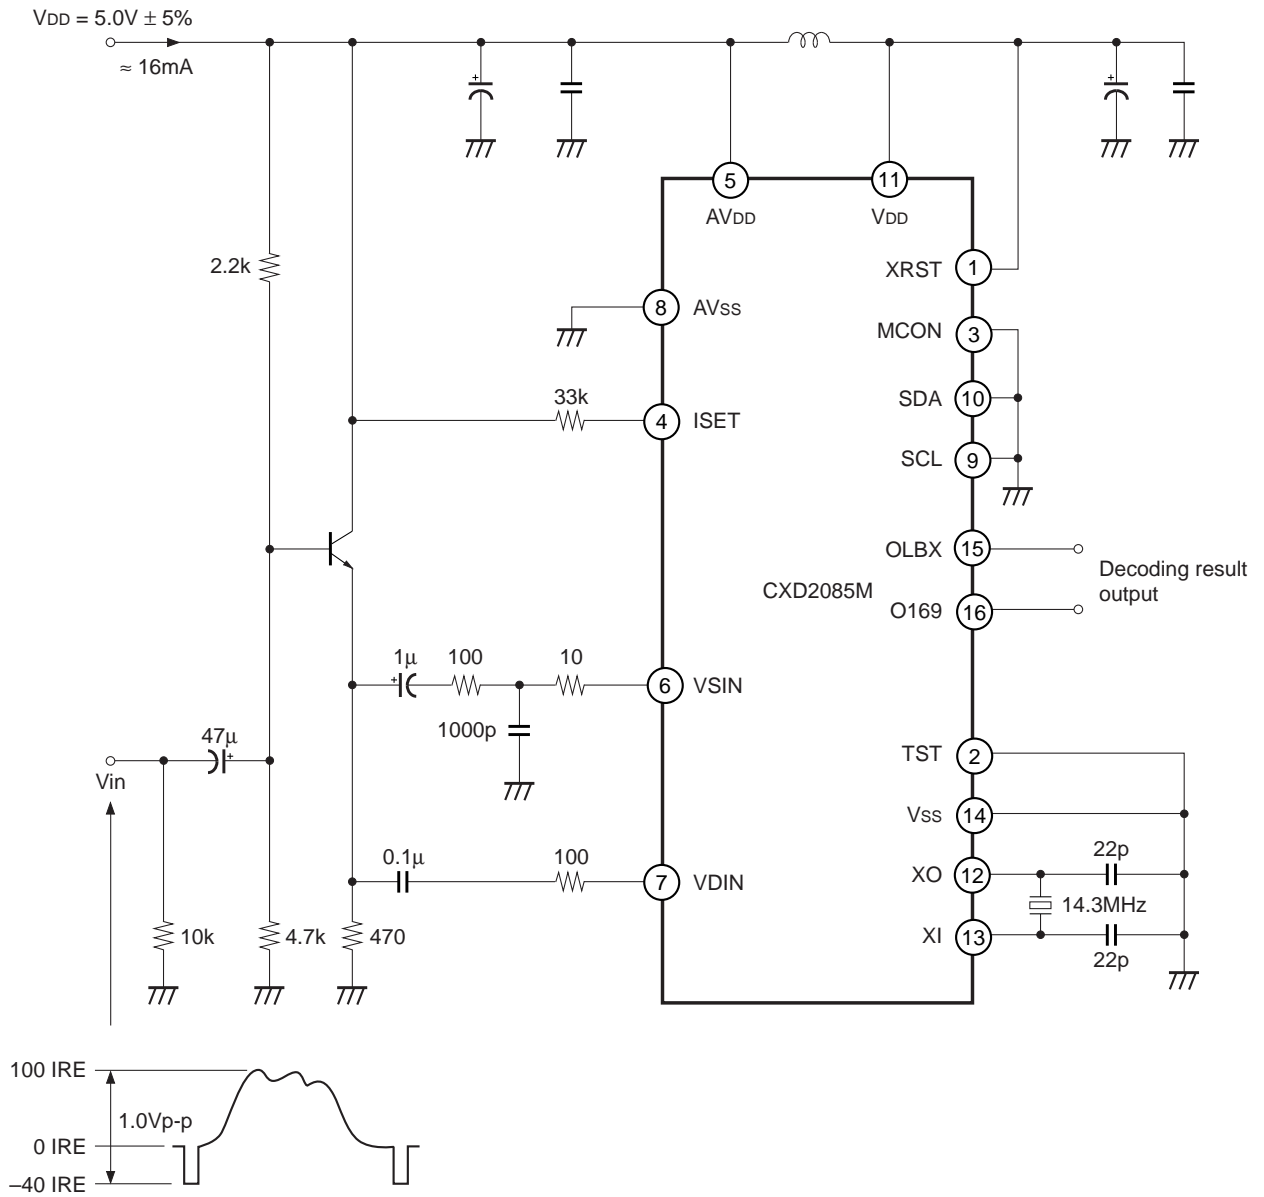 VDD = 5.0V ± 5%
≈ 16mA
+
+
5
11
AVDD
VDD
2.2k
XRST
1
8
AVss
MCON
3
33k
SDA
10
4
ISET
SCL
9
OLBX
15
Decoding result
output
CXD2085M
O169
16
1µ
100
10
+
6
VSIN
1000p
47µ
+
Vin
TST
2
Vss
14
0.1µ
100
22p
7
VDIN
XO
12
14.3MHz
10k
4.7k
470
XI
13
22p
100 IRE
1.0Vp-p
0 IRE
–40 IRE